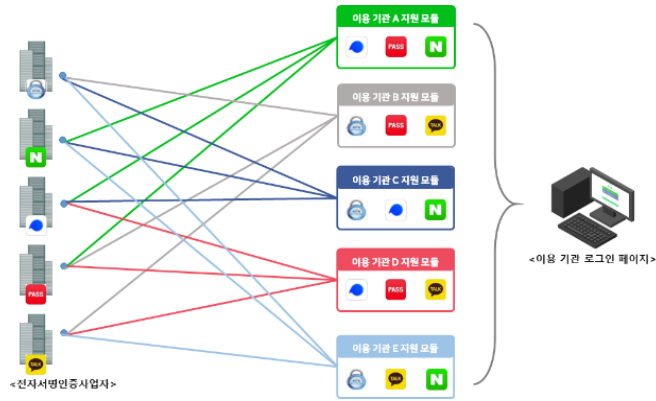 이용 기관 A 지원 모듈
PASS
N
이용 기관 B 지원 모듈
PASS
TALK
이용 기관 C 지원 모듈
N
이용 기관 D 지원 모듈
PASS
TALK
이용 기관 E 지원 모듈
TALK
N
N
PASS
TALK
<전자서명인증사업자>
<이용 기관 로그인 페이지>